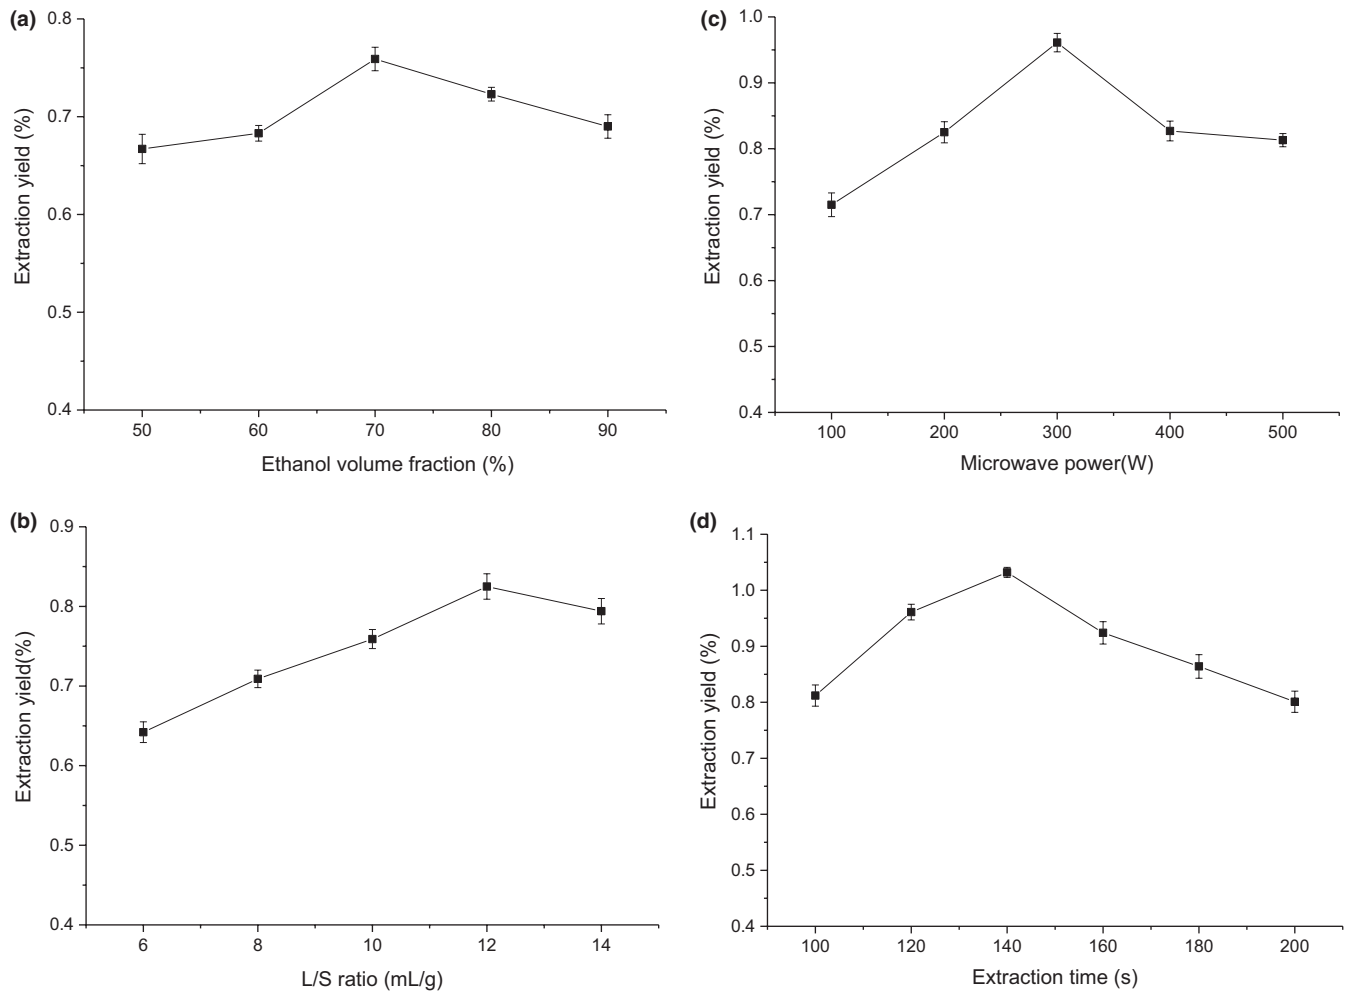 (a)
0.8
0.7
0.6
0.5
0.4
Extraction yield (%)
50 60 70 80 90
Ethanol volume fraction (%)
(c)
1.0
0.9
0.8
0.7
0.6
0.5
0.4
Extraction yield (%)
100 200 300 400 500
Microwave power(W)
(b)
0.9
0.8
0.7
0.6
0.5
0.4
Extraction yield(%)
6 8 10 12 14
L/S ratio (mL/g)
(d)
1.1
1.0
0.9
0.8
0.7
0.6
0.5
0.4
Extraction yield (%)
100 120 140 160 180 200
Extraction time (s)